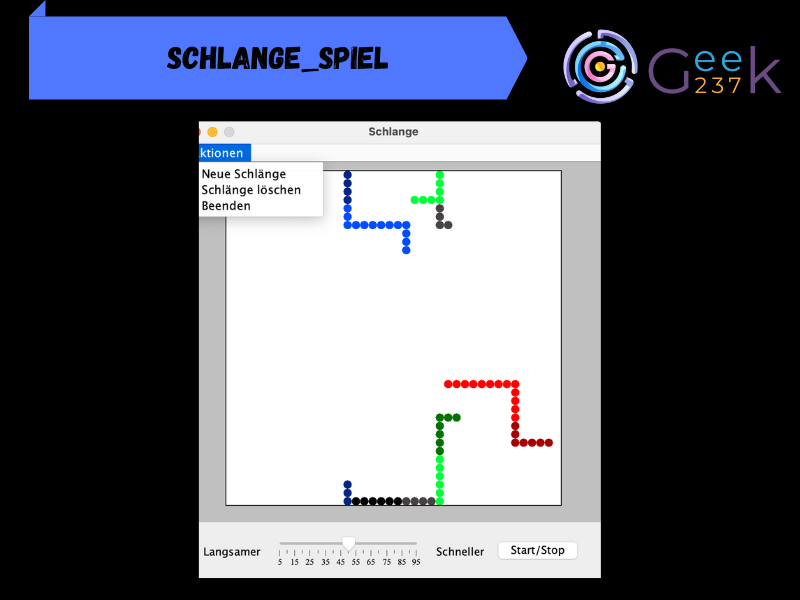 SCHLANGE_SPIEL
Geek
237
Schlange
ktionen
Neue Schlänge
Schlänge löschen
Beenden
Langsamer
5 15 25 35 45 55 65 75 85 95
Schneller
Start/Stop